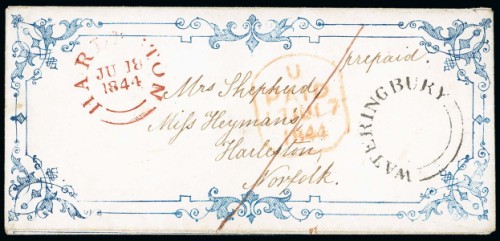 HARLESTON
JU 18
1844
prepaid.
U
PAID
1844
Mrs Shepherd
Miss Heyman's
Harleston,
Norfolk.
WATERINGBURY